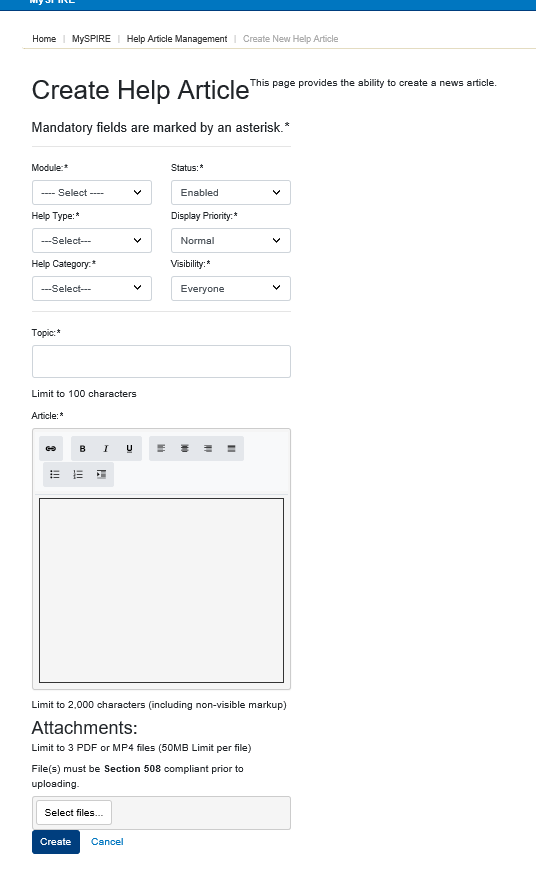 MySPIRE
Home | MySPIRE | Help Article Management | Create New Help Article
Create Help Article This page provides the ability to create a news article.
Mandatory fields are marked by an asterisk.*
Module:* Status:*
---- Select ---- Enabled
Help Type:* Display Priority:*
---Select--- Normal
Help Category:* Visibility:*
---Select--- Everyone
Topic:*
Limit to 100 characters
Article:*
B I U
Limit to 2,000 characters (including non-visible markup)
Attachments:
Limit to 3 PDF or MP4 files (50MB Limit per file)
File(s) must be Section 508 compliant prior to
uploading.
Select files...
Create Cancel